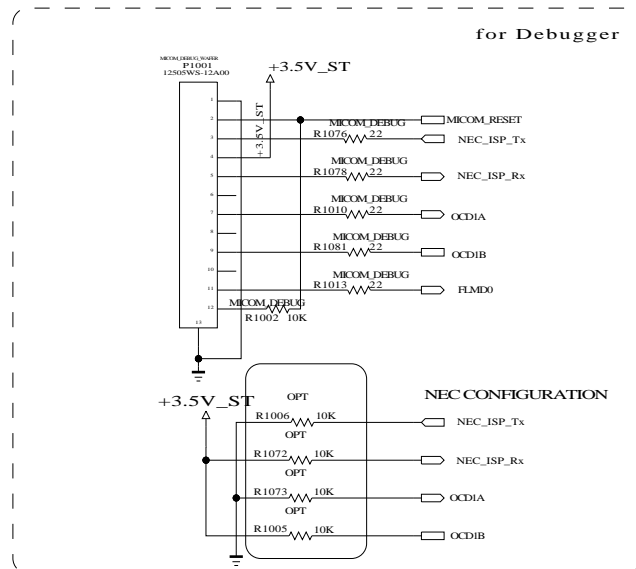 for Debugger
MICOM_DEBUG_WAFER
P1001
12505WS-12A00
+3.5V_ST
+3.5V_ST
1
2
MICOM_RESET
MICOM_DEBUG
3
R1076
22
NEC_ISP_Tx
4
MICOM_DEBUG
5
R1078
22
NEC_ISP_Rx
6
MICOM_DEBUG
7
R1010
22
OCD1A
8
MICOM_DEBUG
9
R1081
22
OCD1B
10
MICOM_DEBUG
11
R1013
22
FLMD0
MICOM_DEBUG
12
R1002
10K
13
NEC CONFIGURATION
+3.5V_ST
OPT
R1006
10K
NEC_ISP_Tx
OPT
R1072
10K
NEC_ISP_Rx
OPT
R1073
10K
OCD1A
OPT
R1005
10K
OCD1B